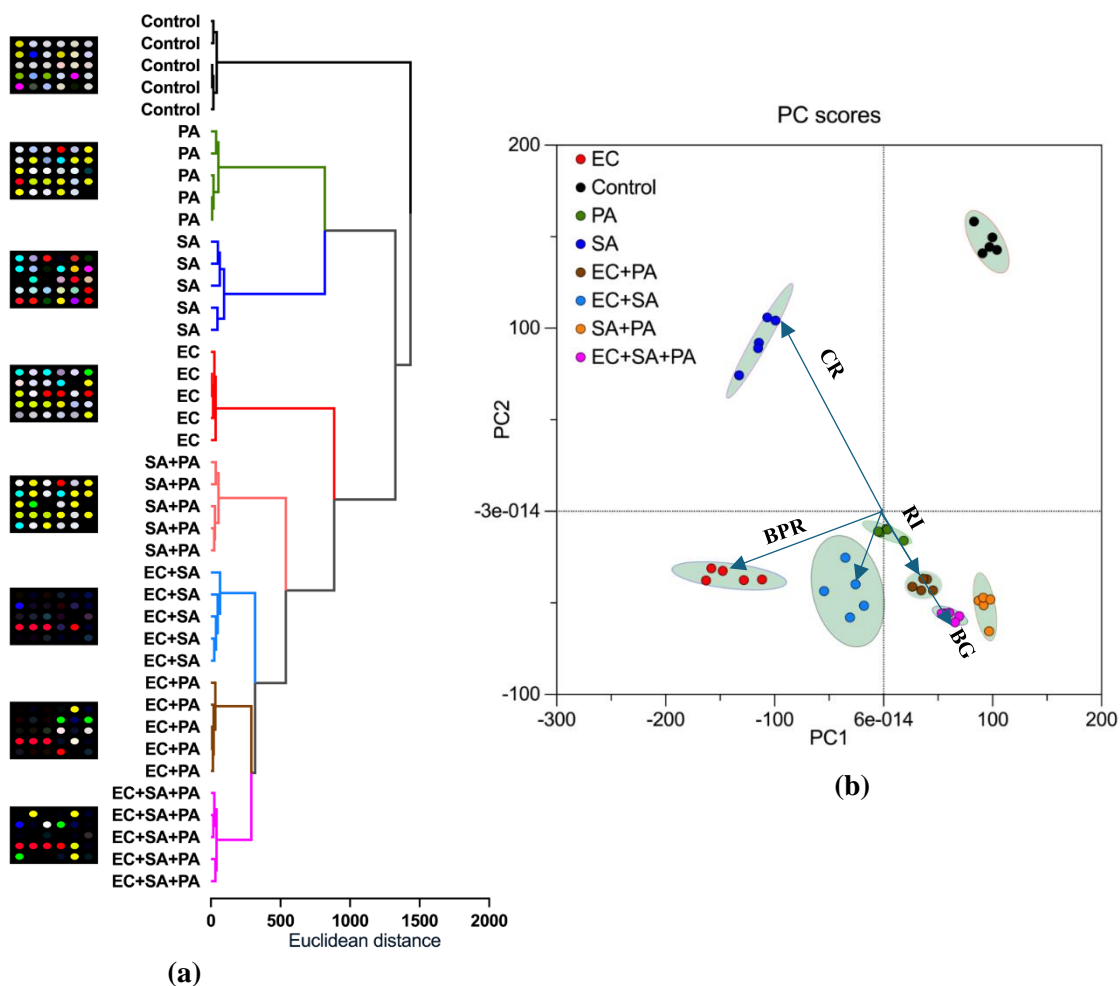 Control
Control
Control
Control
Control
PA
PA
PA
PA
PA
SA
SA
SA
SA
SA
EC
EC
EC
EC
EC
SA+PA
SA+PA
SA+PA
SA+PA
SA+PA
EC+SA
EC+SA
EC+SA
EC+SA
EC+SA
EC+PA
EC+PA
EC+PA
EC+PA
EC+PA
EC+SA+PA
EC+SA+PA
EC+SA+PA
EC+SA+PA
EC+SA+PA
0 500 1000 1500 2000
Euclidean distance
(a)
PC scores
200
100
-3e-014
-100
PC2
EC
Control
PA
SA
EC+PA
EC+SA
SA+PA
EC+SA+PA
CR
BPR
RI
BG
-300 -200 -100 6e-014 100 200
PC1
(b)